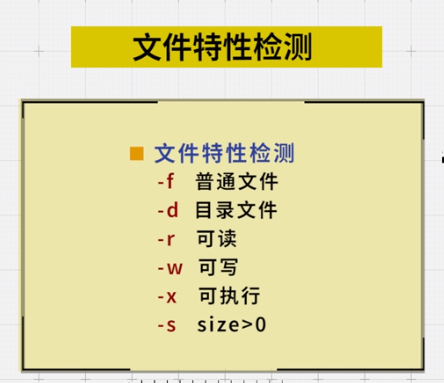 文件特性检测
文件特性检测
-f 普通文件
-d 目录文件
-r 可读
-w 可写
-x 可执行
-s size>0